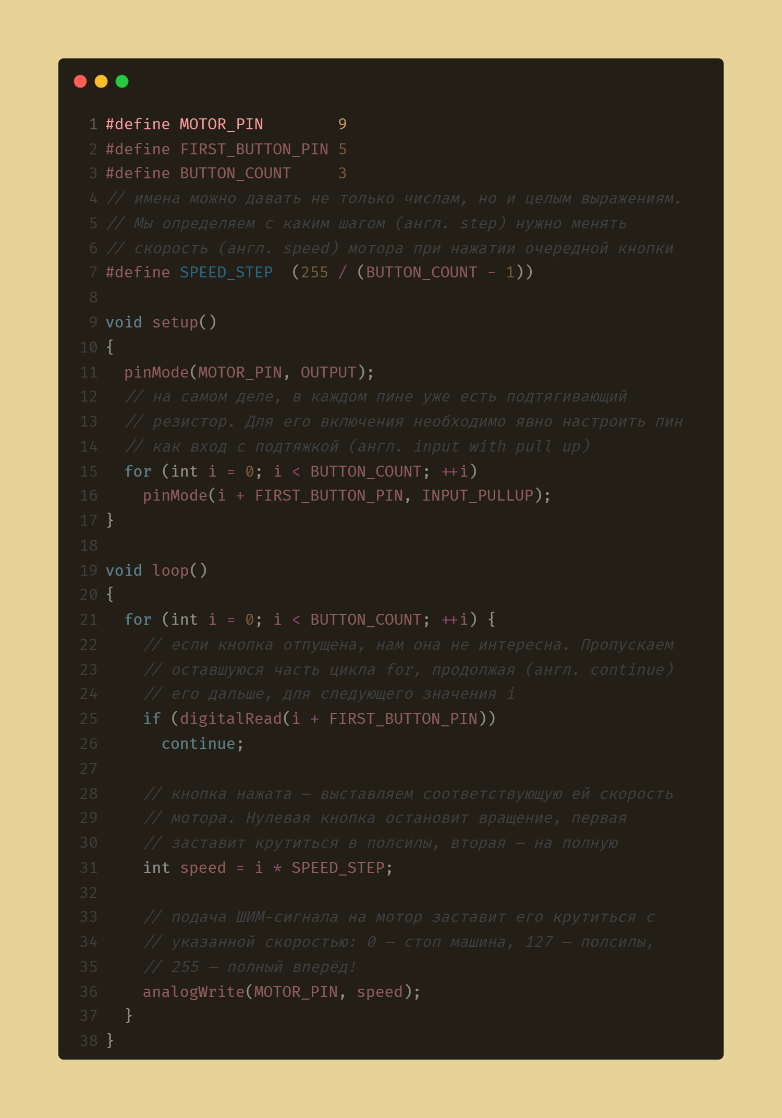 1 #define MOTOR_PIN        9
2 #define FIRST_BUTTON_PIN 5
3 #define BUTTON_COUNT     3
4 // имена можно давать не только числам, но и целым выражениям.
5 // Мы определяем с каким шагом (англ. step) нужно менять
6 // скорость (англ. speed) мотора при нажатии очередной кнопки
7 #define SPEED_STEP  (255 / (BUTTON_COUNT - 1))
8
9 void setup()
10 {
11   pinMode(MOTOR_PIN, OUTPUT);
12   // на самом деле, в каждом пине уже есть подтягивающий
13   // резистор. Для его включения необходимо явно настроить пин
14   // как вход с подтяжкой (англ. input with pull up)
15   for (int i = 0; i < BUTTON_COUNT; ++i)
16     pinMode(i + FIRST_BUTTON_PIN, INPUT_PULLUP);
17 }
18
19 void loop()
20 {
21   for (int i = 0; i < BUTTON_COUNT; ++i) {
22     // если кнопка отпущена, нам она не интересна. Пропускаем
23     // оставшуюся часть цикла for, продолжая (англ. continue)
24     // его дальше, для следующего значения i
25     if (digitalRead(i + FIRST_BUTTON_PIN))
26       continue;
27
28     // кнопка нажата — выставляем соответствующую ей скорость
29     // мотора. Нулевая кнопка остановит вращение, первая
30     // заставит крутиться в полсилы, вторая — на полную
31     int speed = i * SPEED_STEP;
32
33     // подача ШИМ-сигнала на мотор заставит его крутиться с
34     // указанной скоростью: 0 — стоп машина, 127 — полсилы,
35     // 255 — полный вперёд!
36     analogWrite(MOTOR_PIN, speed);
37   }
38 }